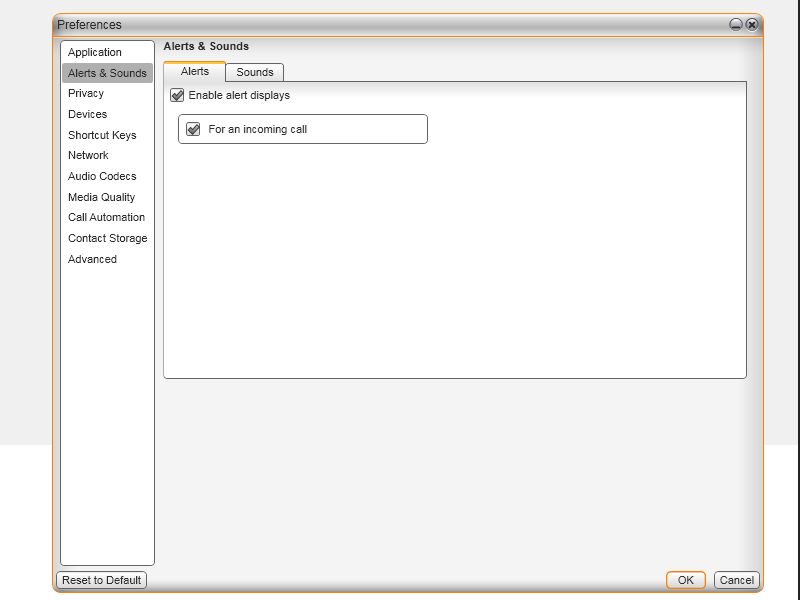 Preferences
Application
Alerts & Sounds
Privacy
Devices
Shortcut Keys
Network
Audio Codecs
Media Quality
Call Automation
Contact Storage
Advanced
Alerts & Sounds
Alerts Sounds
Enable alert displays
For an incoming call
Reset to Default OK Cancel